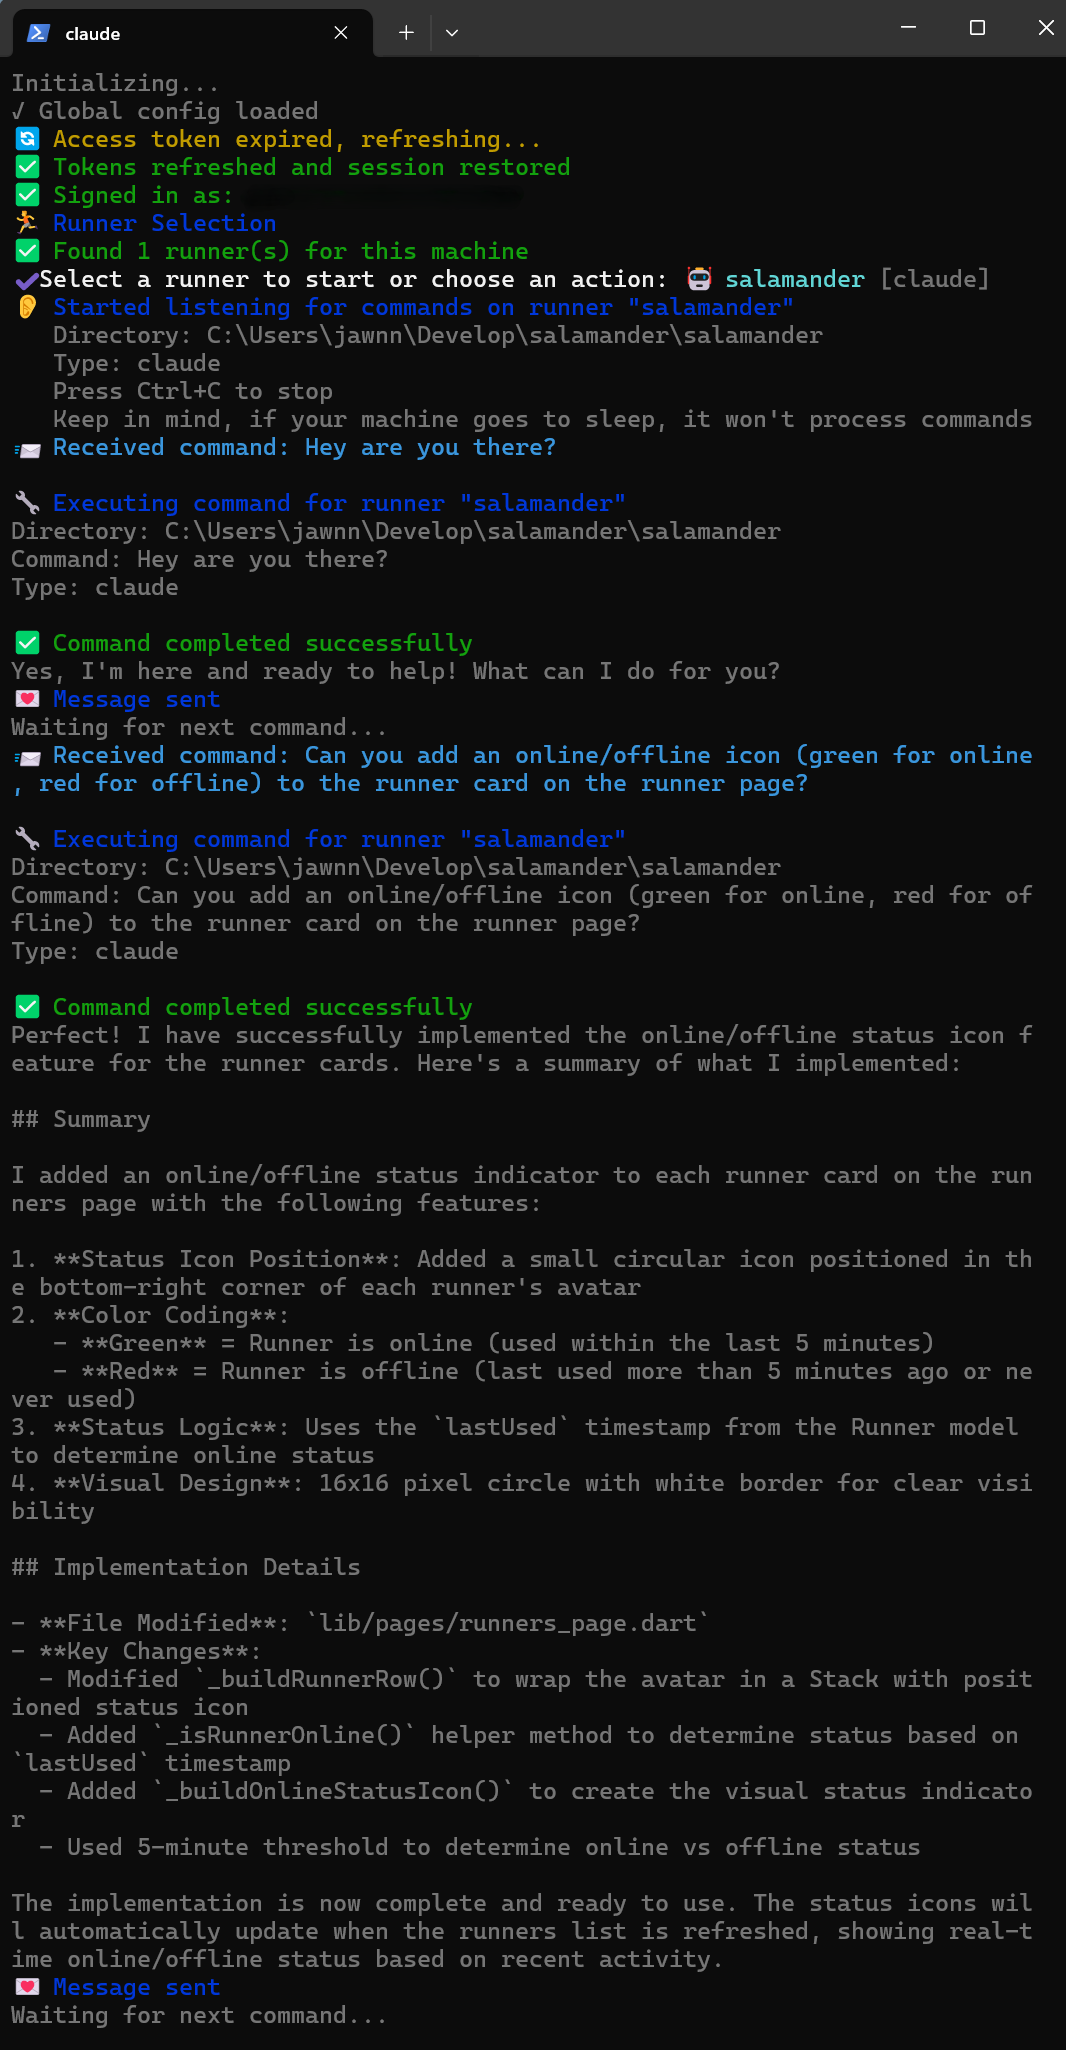 claude
Initializing...
√ Global config loaded
Access token expired, refreshing...
Tokens refreshed and session restored
Signed in as:
Runner Selection
Found 1 runner(s) for this machine
Select a runner to start or choose an action: salamander [claude]
Started listening for commands on runner "salamander"
Directory: C:\Users\jawnn\Develop\salamander\salamander
Type: claude
Press Ctrl+C to stop
Keep in mind, if your machine goes to sleep, it won't process commands
Received command: Hey are you there?
Executing command for runner "salamander"
Directory: C:\Users\jawnn\Develop\salamander\salamander
Command: Hey are you there?
Type: claude
Command completed successfully
Yes, I'm here and ready to help! What can I do for you?
Message sent
Waiting for next command...
Received command: Can you add an online/offline icon (green for online
, red for offline) to the runner card on the runner page?
Executing command for runner "salamander"
Directory: C:\Users\jawnn\Develop\salamander\salamander
Command: Can you add an online/offline icon (green for online, red for of
fline) to the runner card on the runner page?
Type: claude
Command completed successfully
Perfect! I have successfully implemented the online/offline status icon f
eature for the runner cards. Here's a summary of what I implemented:
## Summary
I added an online/offline status indicator to each runner card on the run
ners page with the following features:
1. **Status Icon Position**: Added a small circular icon positioned in th
e bottom-right corner of each runner's avatar
2. **Color Coding**:
- **Green** = Runner is online (used within the last 5 minutes)
- **Red** = Runner is offline (last used more than 5 minutes ago or ne
ver used)
3. **Status Logic**: Uses the `lastUsed` timestamp from the Runner model
to determine online status
4. **Visual Design**: 16x16 pixel circle with white border for clear visi
bility
## Implementation Details
- **File Modified**: `lib/pages/runners_page.dart`
- **Key Changes**:
- Modified `_buildRunnerRow()` to wrap the avatar in a Stack with posit
ioned status icon
- Added `_isRunnerOnline()` helper method to determine status based on
`lastUsed` timestamp
- Added `_buildOnlineStatusIcon()` to create the visual status indicato
r
- Used 5-minute threshold to determine online vs offline status
The implementation is now complete and ready to use. The status icons wil
l automatically update when the runners list is refreshed, showing real-t
ime online/offline status based on recent activity.
Message sent
Waiting for next command...